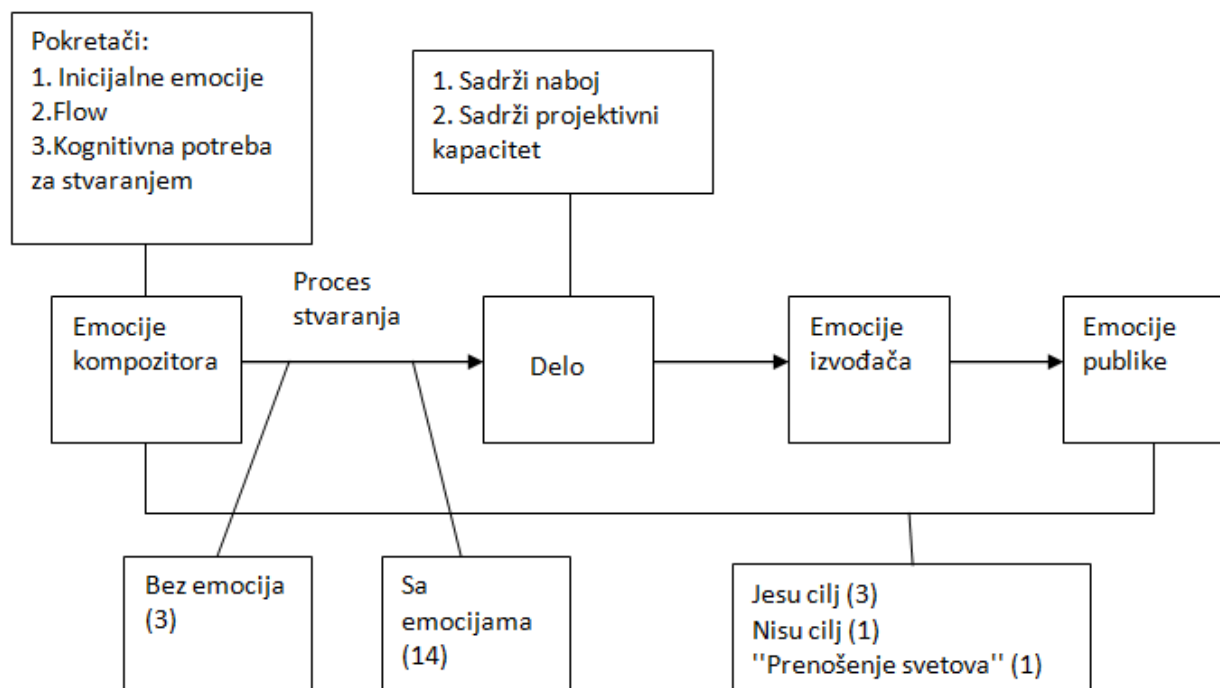 Pokretači:
1. Inicijalne emocije
2.Flow
3.Kognitivna potreba
za stvaranjem
1. Sadrži naboj
2. Sadrži projektivni
kapacitet
Proces
stvaranja
Emocije
kompozitora
Delo
Emocije
izvođača
Emocije
publike
Bez emocija
(3)
Sa
emocijama
(14)
Jesu cilj (3)
Nisu cilj (1)
''Prenošenje svetova'' (1)